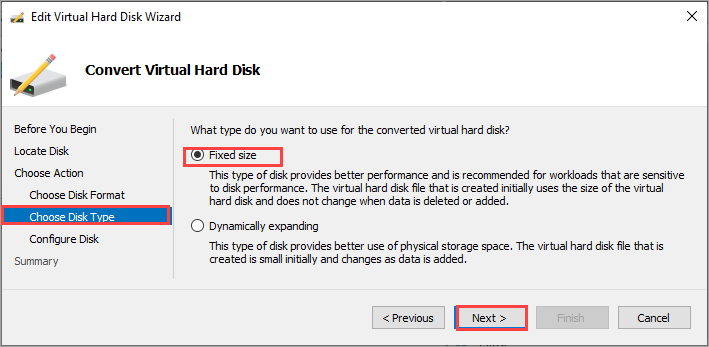 Edit Virtual Hard Disk Wizard
Convert Virtual Hard Disk
Before You Begin
Locate Disk
Choose Action
Choose Disk Format
Choose Disk Type
Configure Disk
Summary
What type do you want to use for the converted virtual hard disk?
Fixed size
This type of disk provides better performance and is recommended for workloads that are sensitive
to disk performance. The virtual hard disk file that is created initially uses the size of the virtual
hard disk and does not change when data is deleted or added.
Dynamically expanding
This type of disk provides better use of physical storage space. The virtual hard disk file that is
created is small initially and changes as data is added.
< Previous
Next >
Finish
Cancel